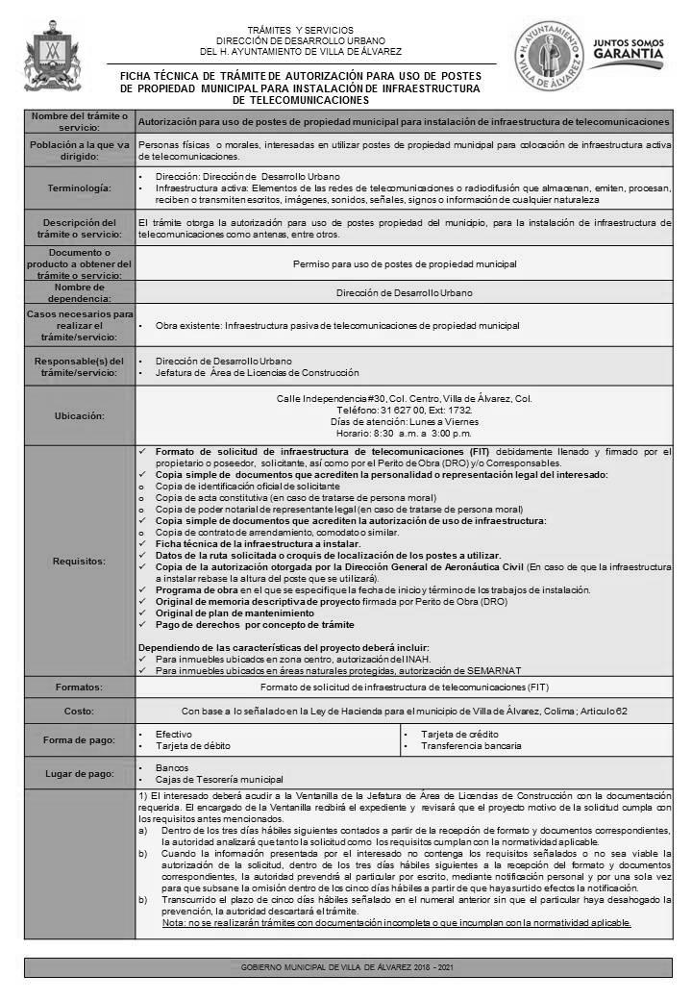 TRÁMITES Y SERVICIOS
DIRECCIÓN DE DESARROLLO URBANO
DEL H. AYUNTAMIENTO DE VILLA DE ÁLVAREZ
H. AYUNTAMIENTO
VILLA DE ÁLVAREZ
JUNTOS SOMOS
GARANTÍA
FICHA TÉCNICA DE TRÁMITE DE AUTORIZACIÓN PARA USO DE POSTES
DE PROPIEDAD MUNICIPAL PARA INSTALACIÓN DE INFRAESTRUCTURA
DE TELECOMUNICACIONES
Nombre del trámite o
servicio:
Autorización para uso de postes de propiedad municipal para instalación de infraestructura de telecomunicaciones
Población a la que va
dirigido:
Personas físicas o morales, interesadas en utilizar postes de propiedad municipal para colocación de infraestructura activa
de telecomunicaciones.
Terminología:
• Dirección: Dirección de Desarrollo Urbano
• Infraestructura activa: Elementos de las redes de telecomunicaciones o radiodifusión que almacenan, emiten, procesan,
reciben o transmiten escritos, imágenes, sonidos, señales, signos o información de cualquier naturaleza
Descripción del
trámite o servicio:
El trámite otorga la autorización para uso de postes propiedad del municipio, para la instalación de infraestructura de
telecomunicaciones como antenas, entre otros.
Documento o
producto a obtener del
trámite o servicio:
Permiso para uso de postes de propiedad municipal
Nombre de
dependencia:
Dirección de Desarrollo Urbano
Casos necesarios para
realizar el
trámite/servicio:
• Obra existente: Infraestructura pasiva de telecomunicaciones de propiedad municipal
Responsable(s) del
trámite/servicio:
• Dirección de Desarrollo Urbano
• Jefatura de Área de Licencias de Construcción
Ubicación:
Calle Independencia #30, Col. Centro, Villa de Álvarez, Col.
Teléfono: 31 627 00, Ext: 1732.
Días de atención: Lunes a Viernes
Horario: 8:30 a.m. a 3:00 p.m.
Requisitos:
✓ Formato de solicitud de infraestructura de telecomunicaciones (FIT) debidamente llenado y firmado por el
propietario o poseedor, solicitante, así como por el Perito de Obra (DRO) y/o Corresponsables.
✓ Copia simple de documentos que acrediten la personalidad o representación legal del interesado:
o Copia de identificación oficial de solicitante
o Copia de acta constitutiva (en caso de tratarse de persona moral)
o Copia de poder notarial de representante legal (en caso de tratarse de persona moral)
✓ Copia simple de documentos que acrediten la autorización de uso de infraestructura:
o Copia de contrato de arrendamiento, comodato o similar.
✓ Ficha técnica de la infraestructura a instalar.
✓ Datos de la ruta solicitada o croquis de localización de los postes a utilizar.
✓ Copia de la autorización otorgada por la Dirección General de Aeronáutica Civil (En caso de que la infraestructura
a instalar rebase la altura del poste que se utilizará).
✓ Programa de obra en el que se especifique la fecha de inicio y término de los trabajos de instalación.
✓ Original de memoria descriptiva de proyecto firmada por Perito de Obra (DRO)
✓ Original de plan de mantenimiento
✓ Pago de derechos por concepto de trámite
Dependiendo de las características del proyecto deberá incluir:
✓ Para inmuebles ubicados en zona centro, autorización del INAH.
✓ Para inmuebles ubicados en áreas naturales protegidas, autorización de SEMARNAT
Formatos:
Formato de solicitud de infraestructura de telecomunicaciones (FIT)
Costo:
Con base a lo señalado en la Ley de Hacienda para el municipio de Villa de Álvarez, Colima; Articulo 62
Forma de pago:
• Efectivo
• Tarjeta de débito
• Tarjeta de crédito
• Transferencia bancaria
Lugar de pago:
• Bancos
• Cajas de Tesorería municipal
1) El interesado deberá acudir a la Ventanilla de la Jefatura de Área de Licencias de Construcción con la documentación
requerida. El encargado de la Ventanilla recibirá el expediente y revisará que el proyecto motivo de la solicitud cumpla con
los requisitos antes mencionados.
a) Dentro de los tres días hábiles siguientes contados a partir de la recepción de formato y documentos correspondientes,
la autoridad analizará que tanto la solicitud como los requisitos cumplan con la normatividad aplicable.
b) Cuando la información presentada por el interesado no contenga los requisitos señalados o no sea viable la
autorización de la solicitud, dentro de los tres días hábiles siguientes a la recepción del formato y documentos
correspondientes, la autoridad prevendrá al particular por escrito, mediante notificación personal y por una sola vez
para que subsane la omisión dentro de los cinco días hábiles a partir de que haya surtido efectos la notificación.
b) Transcurrido el plazo de cinco días hábiles señalado en el numeral anterior sin que el particular haya desahogado la
prevención, la autoridad descartará el trámite.
Nota: no se realizarán trámites con documentación incompleta o que incumplan con la normatividad aplicable.
GOBIERNO MUNICIPAL DE VILLA DE ÁLVAREZ 2018 - 2021